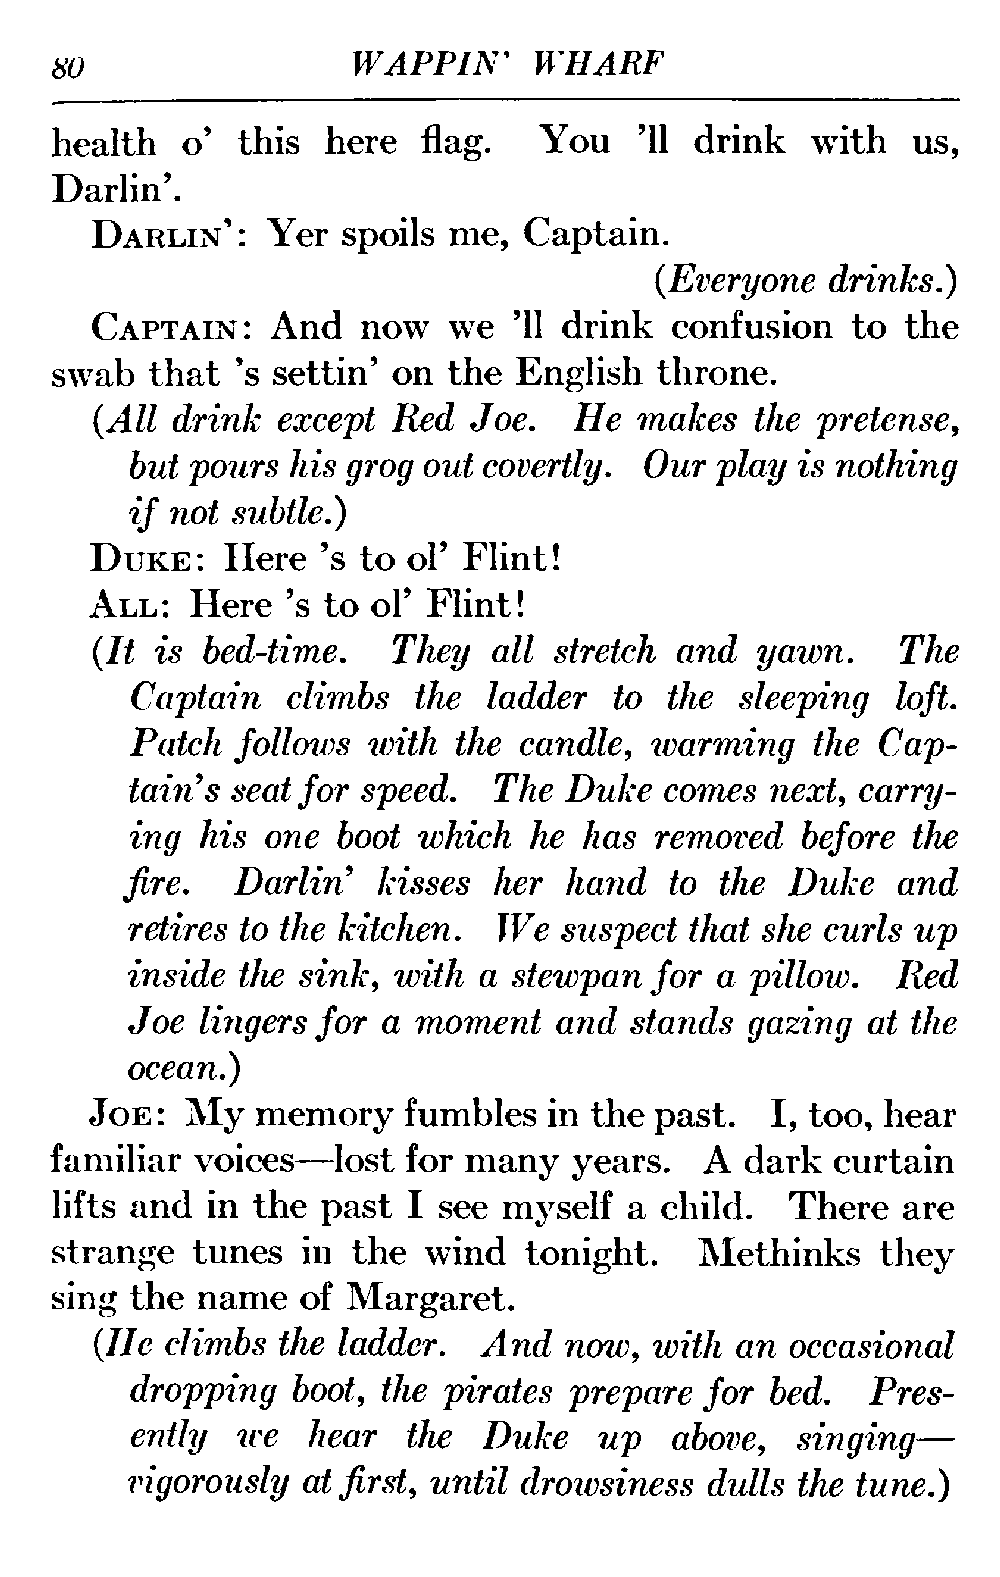 80 WAPPIN' WHARF
health o' this here flag. You 'll drink with us,
Darlin'.
DARLIN': Yer spoils me, Captain.
(Everyone drinks.)
CAPTAIN: And now we 'll drink confusion to the
swab that 's settin' on the English throne.
(All drink except Red Joe. He makes the pretense,
but pours his grog out covertly. Our play is nothing
if not subtle.)
DUKE: Here 's to ol' Flint!
ALL: Here 's to ol' Flint!
(It is bed-time. They all stretch and yawn. The
Captain climbs the ladder to the sleeping loft.
Patch follows with the candle, warming the Cap-
tain's seat for speed. The Duke comes next, carry-
ing his one boot which he has removed before the
fire. Darlin' kisses her hand to the Duke and
retires to the kitchen. We suspect that she curls up
inside the sink, with a stewpan for a pillow. Red
Joe lingers for a moment and stands gazing at the
ocean.)
JOE: My memory fumbles in the past. I, too, hear
familiar voices—lost for many years. A dark curtain
lifts and in the past I see myself a child. There are
strange tunes in the wind tonight. Methinks they
sing the name of Margaret.
(He climbs the ladder. And now, with an occasional
dropping boot, the pirates prepare for bed. Pres-
ently we hear the Duke up above, singing—
vigorously at first, until drowsiness dulls the tune.)